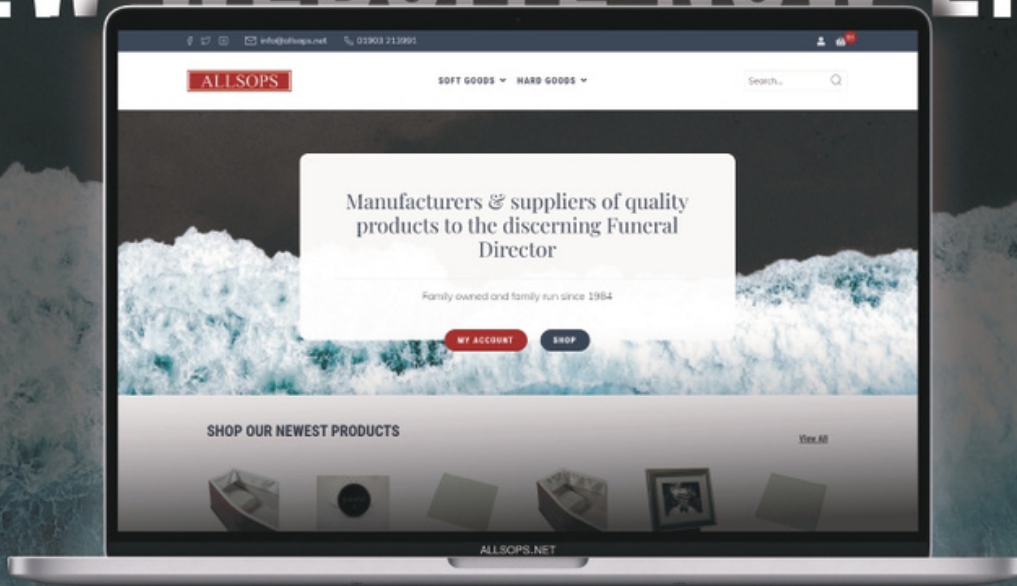 info@allsops.net 01903 213991
ALLSOPS
SOFT GOODS HARD GOODS
Search...
Manufacturers & suppliers of quality
products to the discerning Funeral
Director
Family owned and family run since 1984
MY ACCOUNT SHOP
SHOP OUR NEWEST PRODUCTS
View All
ALLSOPS.NET